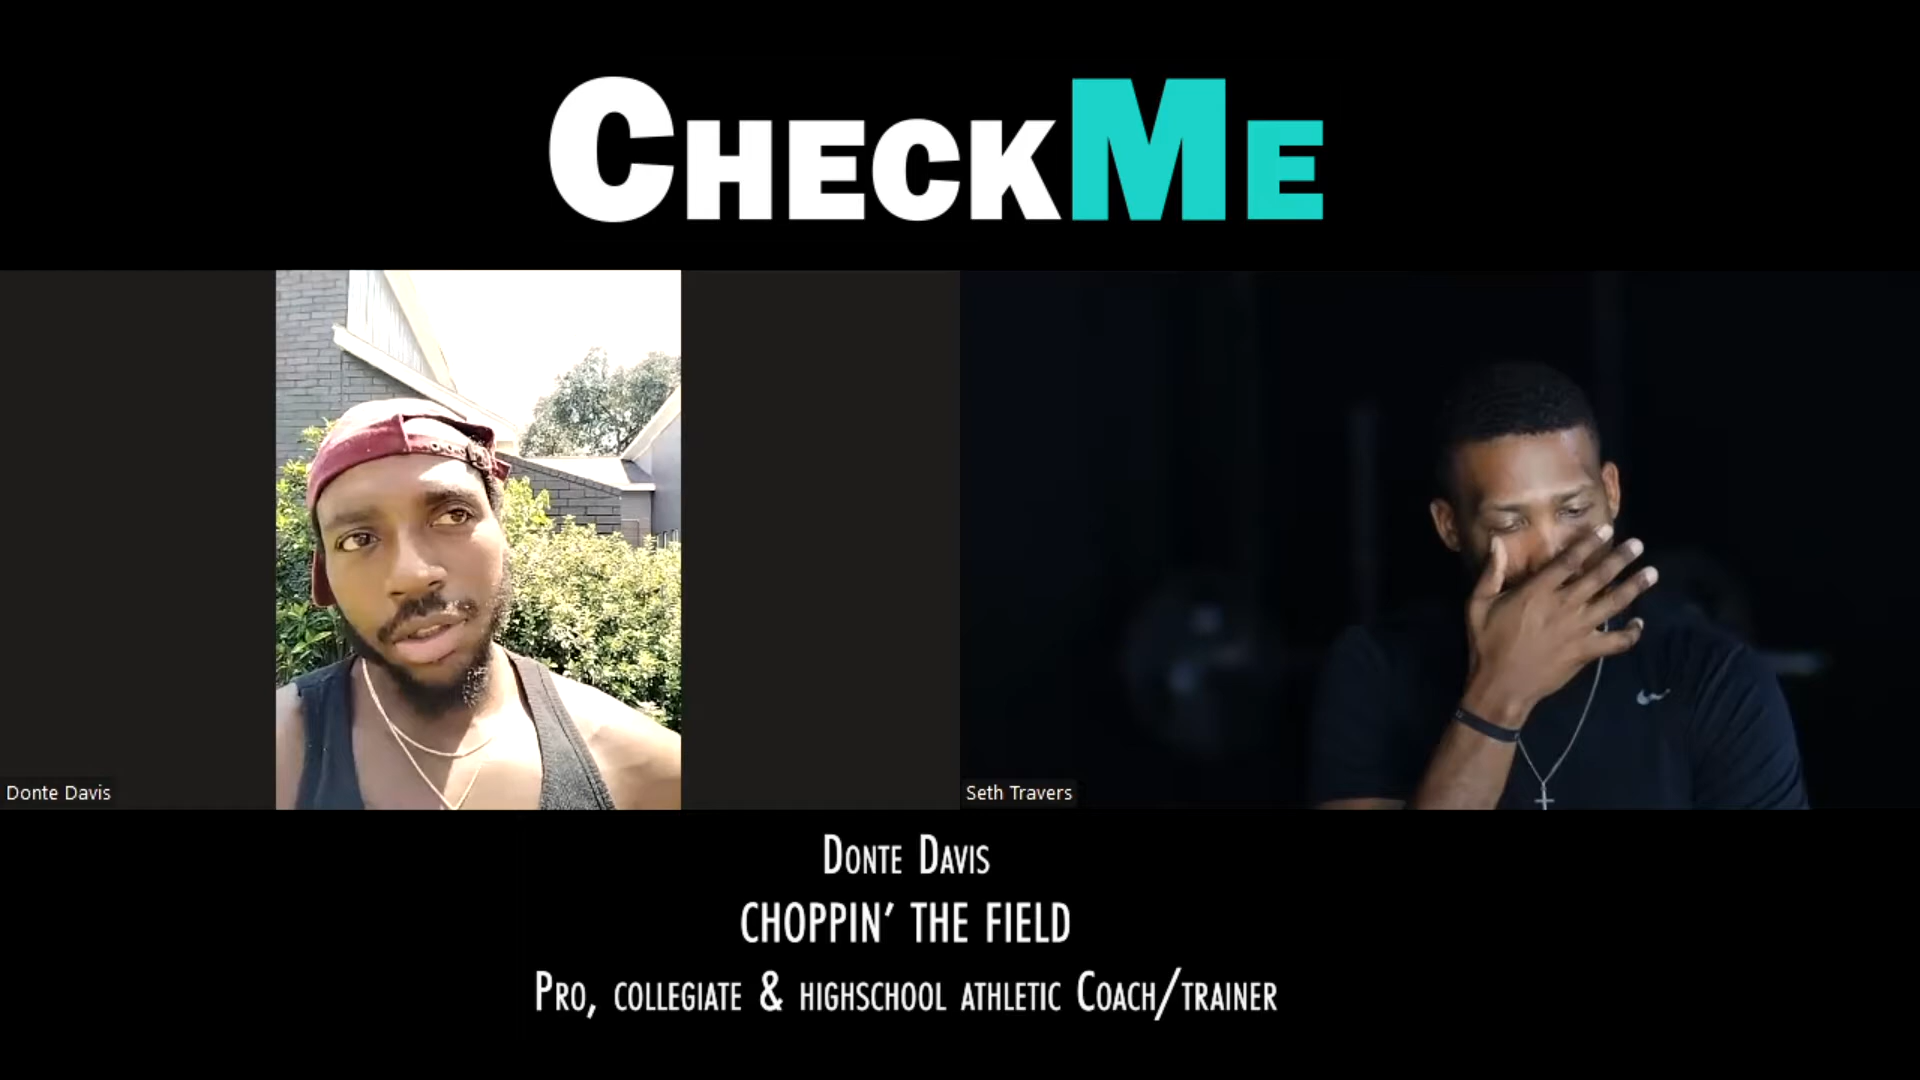 CHECKME
Donte Davis
Seth Travers
DONTE DAVIS
CHOPPIN' THE FIELD
PRO, COLLEGIATE & HIGHSCHOOL ATHLETIC COACH/TRAINER